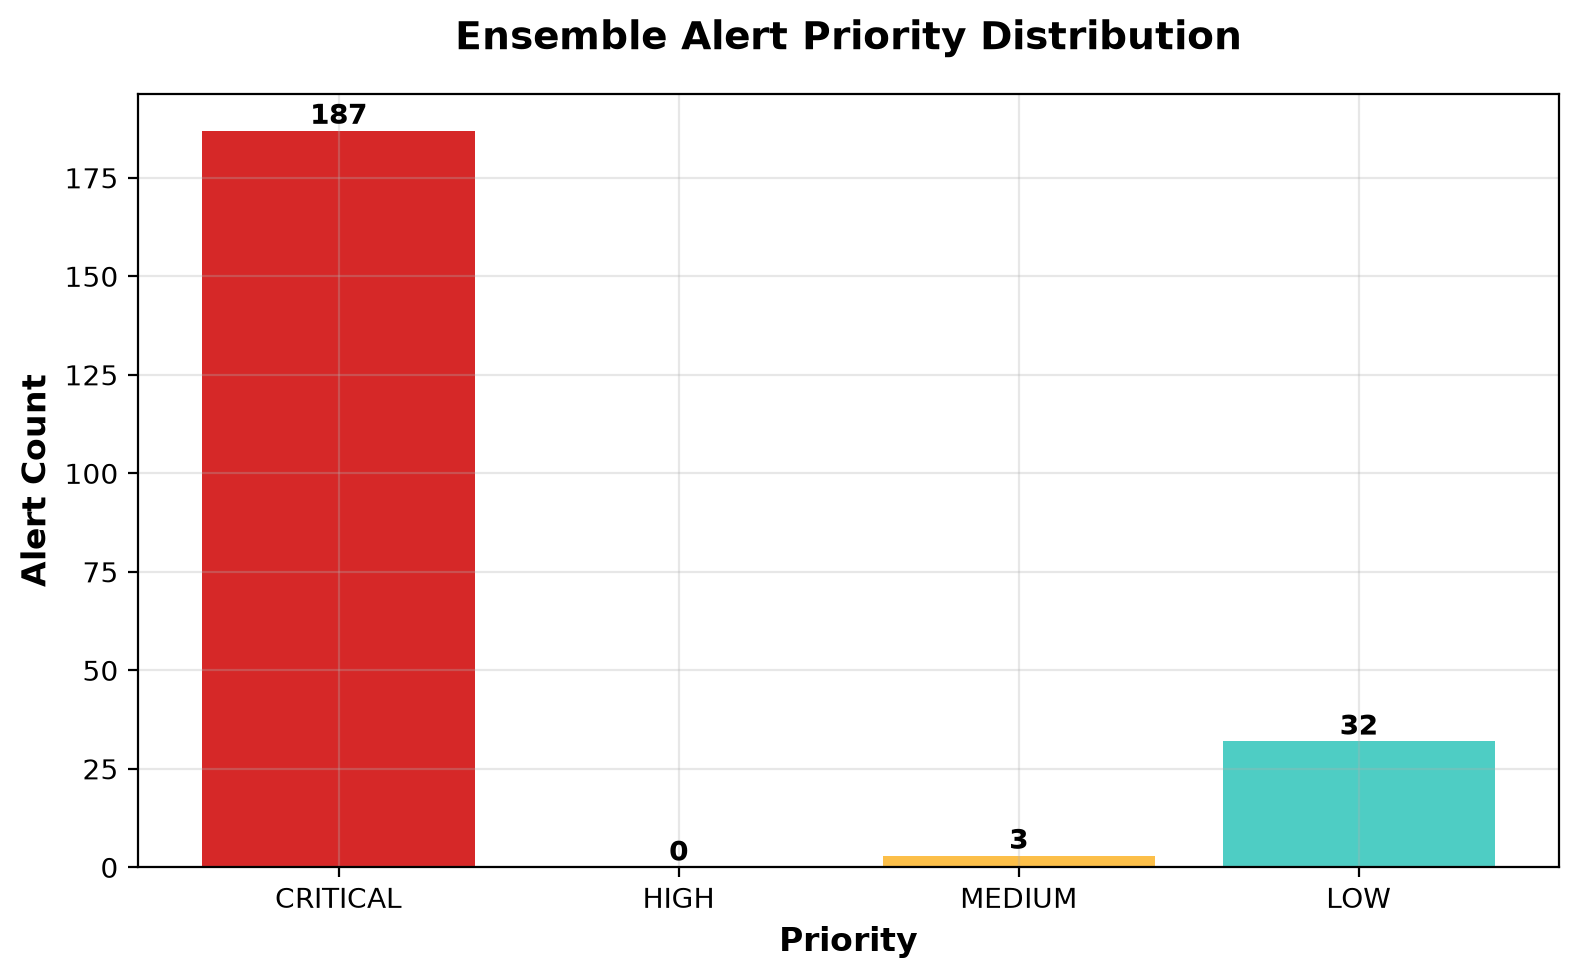 Ensemble Alert Priority Distribution
187
175
150
125
100
75
50
25
0
Alert Count
0
3
32
CRITICAL
HIGH
MEDIUM
LOW
Priority